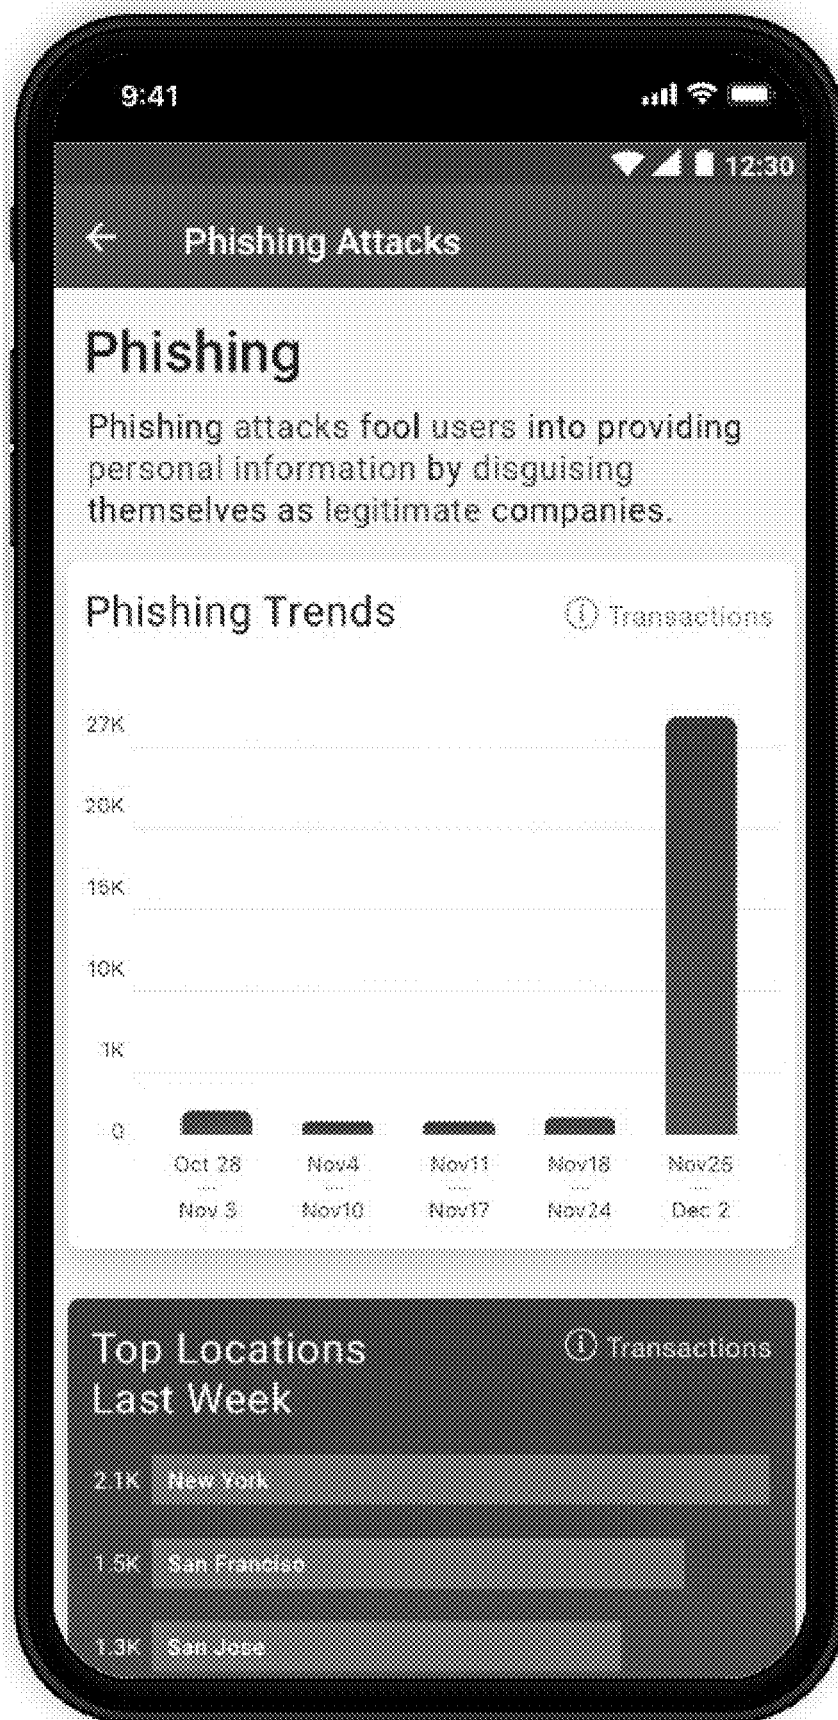 9:41
12:30
Phishing Attacks
Phishing
Phishing attacks fool users into providing
personal information by disguising
themselves as legitimate companies.
Phishing Trends
Transactions
27K
20K
15K
10K
1K
0
Oct 28 Nov4 Nov11 Nov18 Nov25
Nov 3 Nov10 Nov17 Nov24 Dec 2
Top Locations
Last Week
Transactions
2.1K New York
1.5K San Franciso
1.3K San Jose